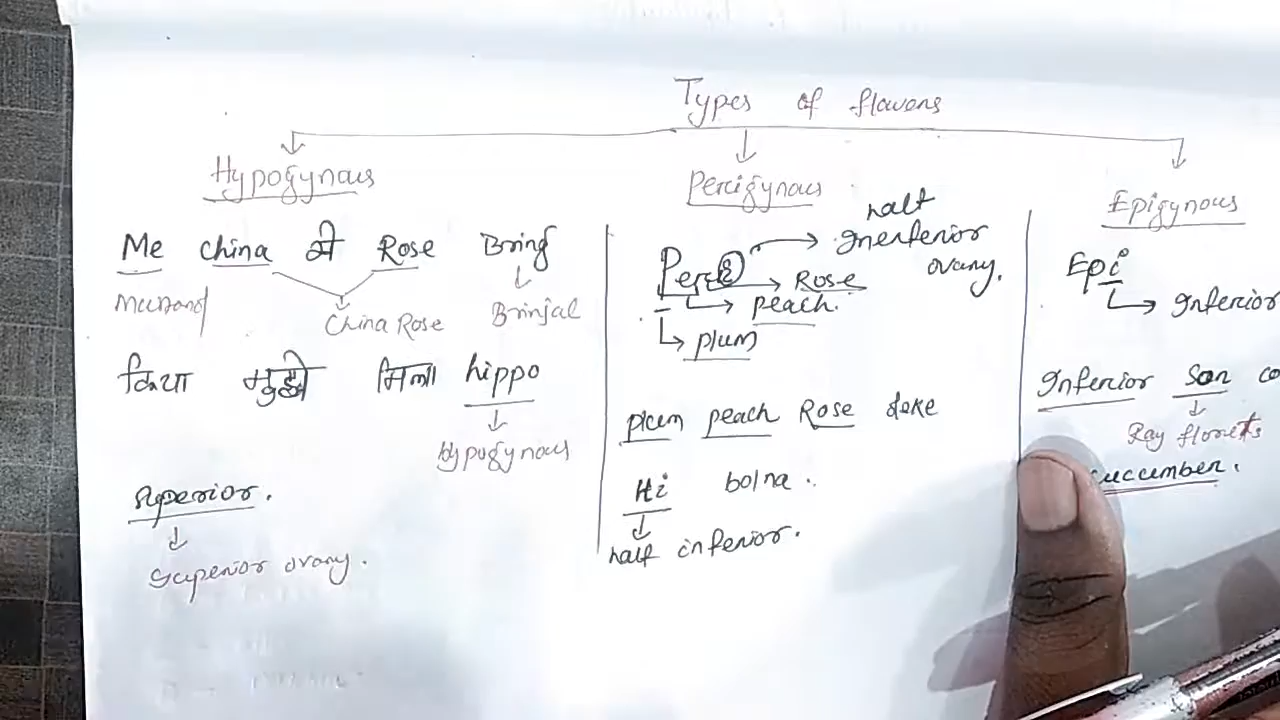 Types of flowers
Hypogynous
Me China से Rose Bring
Mustard
China Rose
Brinjal
किया मुझे मिला hippo
hypogynous
Superior.
Superior ovary.
Perigynous
half
Inferior
ovary.
Peri
Rose
peach.
plum
plum peach Rose deke
Hi bolna.
half inferior.
Epigynous
Epi
Inferior
Inferior Sun
Ray florets
cucumber.